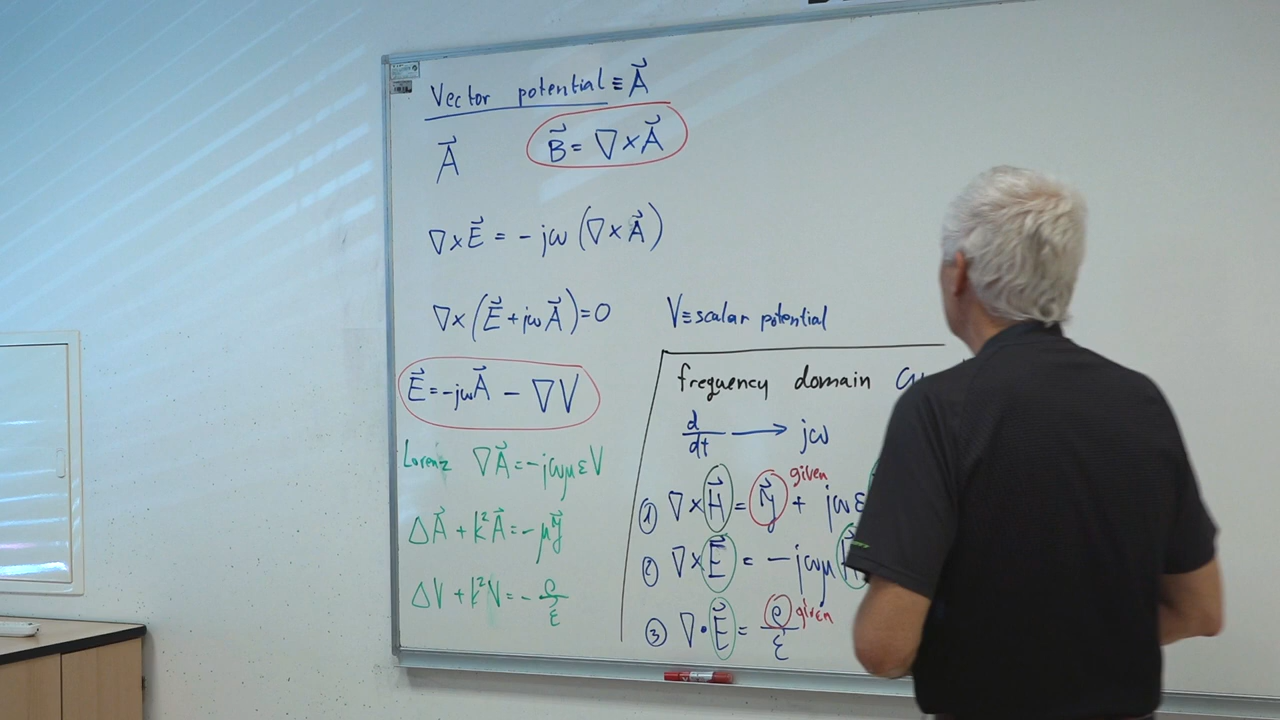 Vector potential ≡ A⃗
A⃗ B⃗ = ∇×A⃗
∇×E⃗ = -jω (∇×A⃗)
∇×(E⃗ + jωA⃗) = 0
V≡scalar potential
E⃗ = -jωA⃗ - ∇V
Lorenz ∇A⃗ = -jωμεV
ΔA⃗ + k²A⃗ = -μJ⃗
ΔV + k²V = - ρ/ε
frequency domain ω
d/dt → jω
① ∇×H⃗ = J⃗ given + jωε
② ∇×E⃗ = -jωμH⃗
③ ∇·E⃗ = ρ/ε given